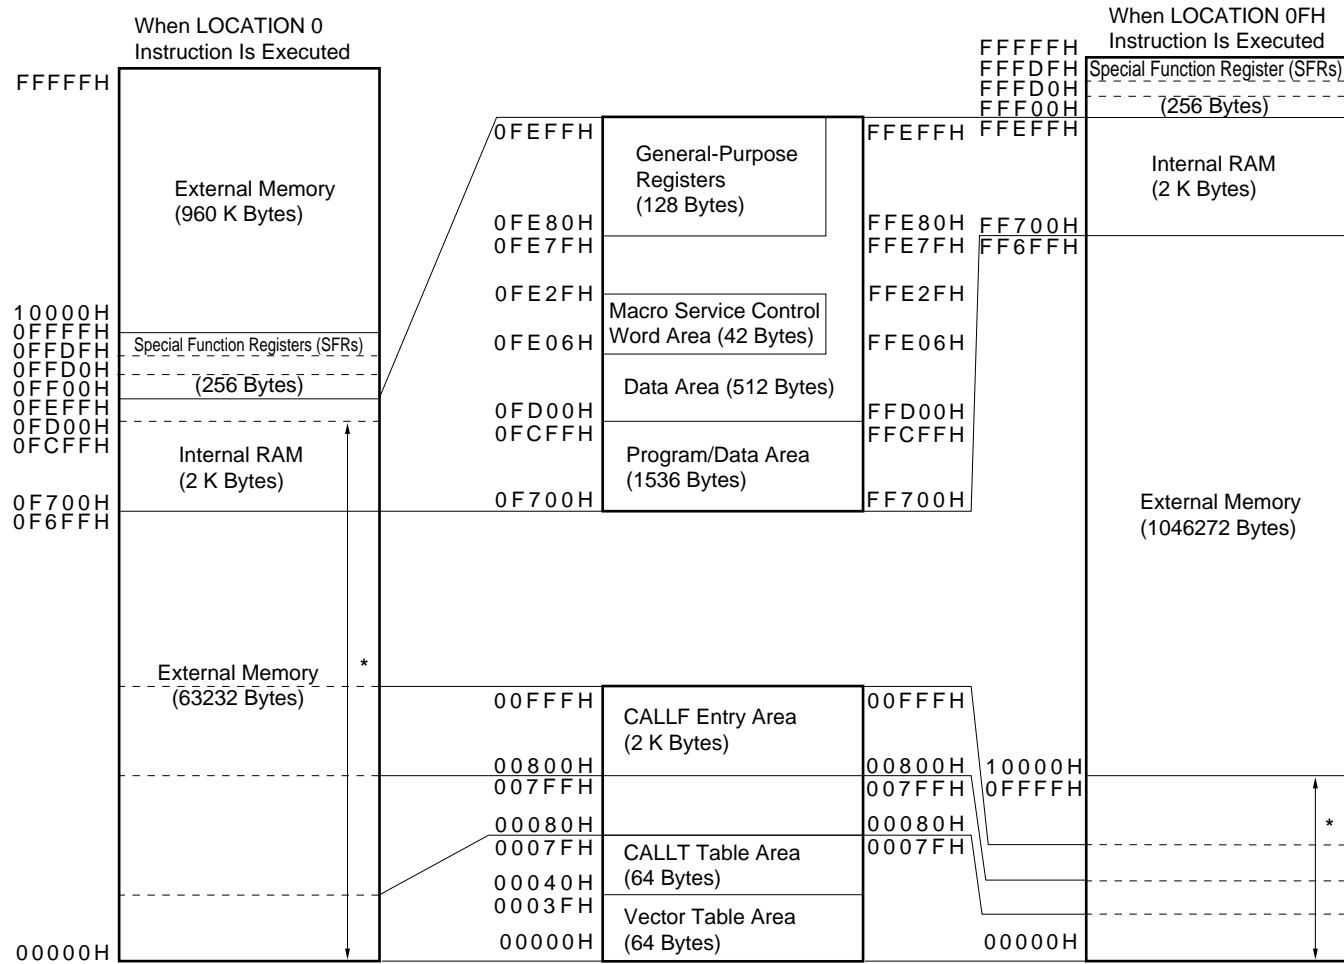 When LOCATION 0
Instruction Is Executed
FFFFFH
External Memory
(960 K Bytes)
10000H
0FFFFH
0FFDFH
0FFD0H
0FF00H
0FEFFH
0FD00H
0FCFFH
Special Function Registers (SFRs)
(256 Bytes)
Internal RAM
(2 K Bytes)
0F700H
0F6FFH
External Memory
(63232 Bytes)
*
00000H
0FEFFH
General-Purpose
Registers
(128 Bytes)
FFEFFH
0FE80H
FFE80H
0FE7FH
FFE7FH
0FE2FH
FFE2FH
Macro Service Control
Word Area (42 Bytes)
0FE06H
FFE06H
Data Area (512 Bytes)
0FD00H
FFD00H
0FCFFH
FFCFFH
Program/Data Area
(1536 Bytes)
0F700H
FF700H
00FFFH
00FFFH
CALLF Entry Area
(2 K Bytes)
00800H
00800H
007FFH
007FFH
00080H
00080H
0007FH
0007FH
CALLT Table Area
(64 Bytes)
00040H
0003FH
Vector Table Area
(64 Bytes)
00000H
When LOCATION 0FH
Instruction Is Executed
FFFFFH
FFFDFH
FFFD0H
FFF00H
FFEFFH
Special Function Register (SFRs)
(256 Bytes)
Internal RAM
(2 K Bytes)
FF700H
FF6FFH
External Memory
(1046272 Bytes)
10000H
0FFFFH
*
00000H